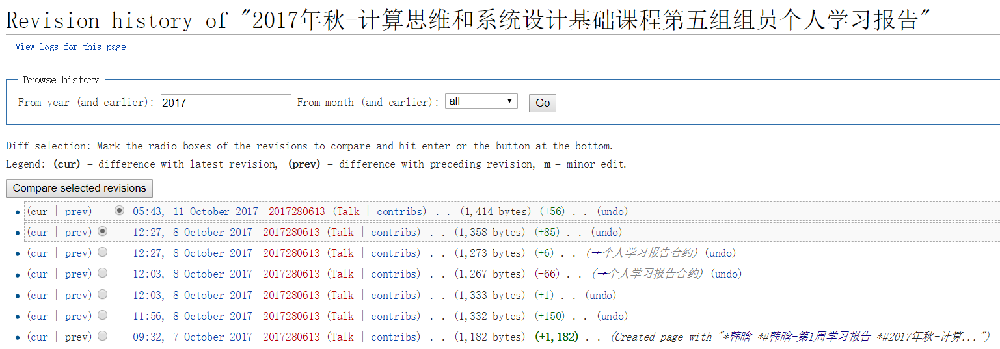 Revision history of "2017年秋-计算思维和系统设计基础课程第五组组员个人学习报告"
View logs for this page
Browse history
From year (and earlier): 2017 From month (and earlier): all Go
Diff selection: Mark the radio boxes of the revisions to compare and hit enter or the button at the bottom.
Legend: (cur) = difference with latest revision, (prev) = difference with preceding revision, m = minor edit.
Compare selected revisions
(cur | prev) 05:43, 11 October 2017 2017280613 (Talk | contribs) . . (1,414 bytes) (+56) . . (undo)
(cur | prev) 12:27, 8 October 2017 2017280613 (Talk | contribs) . . (1,358 bytes) (+85) . . (undo)
(cur | prev) 12:27, 8 October 2017 2017280613 (Talk | contribs) . . (1,273 bytes) (+6) . . (→个人学习报告合约) (undo)
(cur | prev) 12:03, 8 October 2017 2017280613 (Talk | contribs) . . (1,267 bytes) (-66) . . (→个人学习报告合约) (undo)
(cur | prev) 12:03, 8 October 2017 2017280613 (Talk | contribs) . . (1,333 bytes) (+1) . . (undo)
(cur | prev) 11:56, 8 October 2017 2017280613 (Talk | contribs) . . (1,332 bytes) (+150) . . (undo)
(cur | prev) 09:32, 7 October 2017 2017280613 (Talk | contribs) . . (1,182 bytes) (+1,182) . . (Created page with "*韩晗 *#韩晗-第1周学习报告 *#2017年秋-计算...")